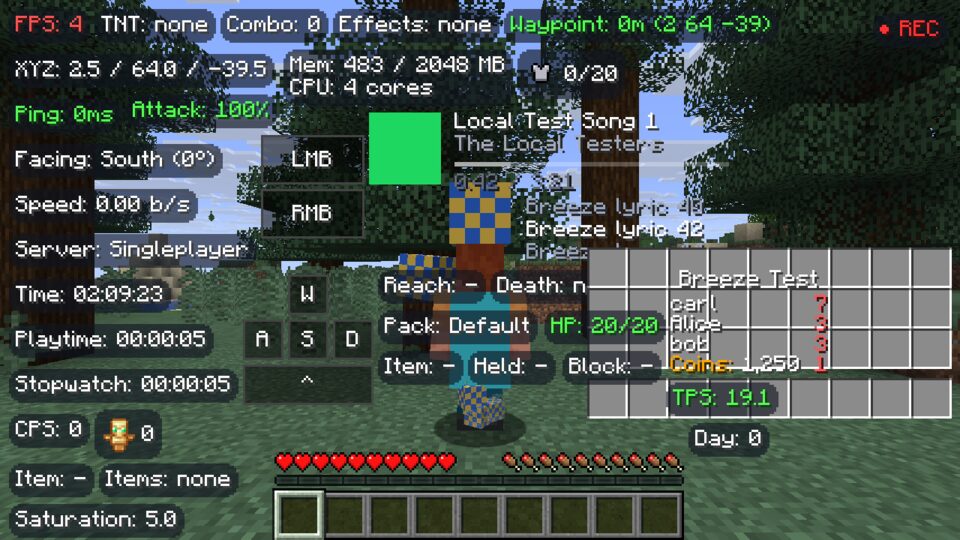 FPS: 4 TNT: none Combo: 0 Effects: none Waypoint: 0m (2 64 -39)
REC
XYZ: 2.5 / 64.0 / -39.5
Mem: 483 / 2048 MB
CPU: 4 cores
0/20
Ping: 0ms Attack: 100%
Local Test Song 1
The Local Testers
Facing: South (0°)
LMB
0:42
Speed: 0.00 b/s
RMB
Breeze lyric
Breeze lyric 42
Breeze
Server: Singleplayer
Reach: - Death: n
Breeze Test
Time: 02:09:23
W
carl 7
Pack: Default HP: 20/20
Alice 3
Playtime: 00:00:05
A S D
bob 3
Item: - Held: - Block: -
Coins: 1,250 1
Stopwatch: 00:00:05
^
TPS: 19.1
CPS: 0
0
Day: 0
Item: - Items: none
Saturation: 5.0